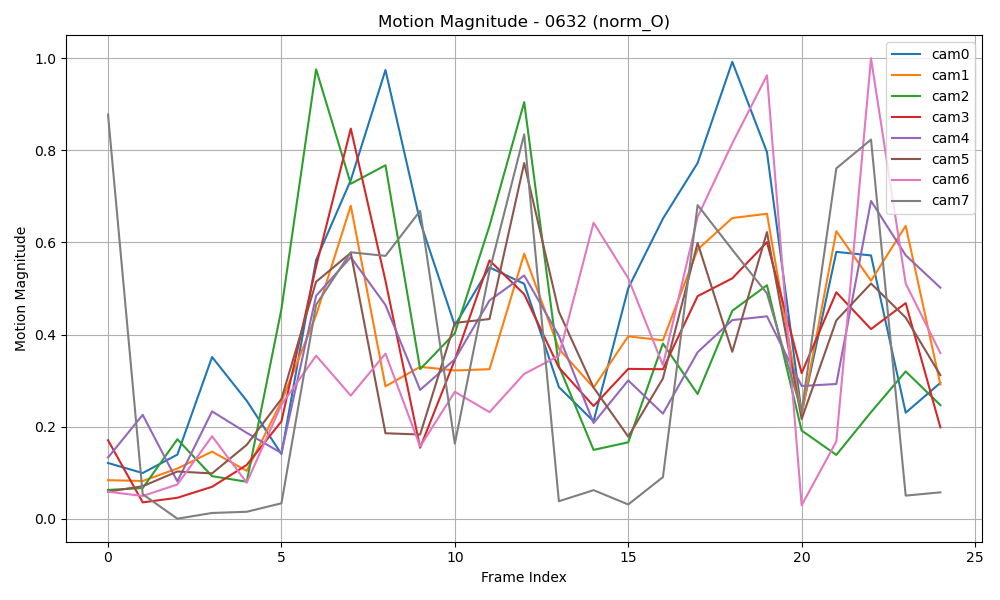 Motion Magnitude - 0632 (norm_O)
1.0
0.8
0.6
0.4
0.2
0.0
Motion Magnitude
0
5
10
15
20
25
Frame Index
cam0
cam1
cam2
cam3
cam4
cam5
cam6
cam7